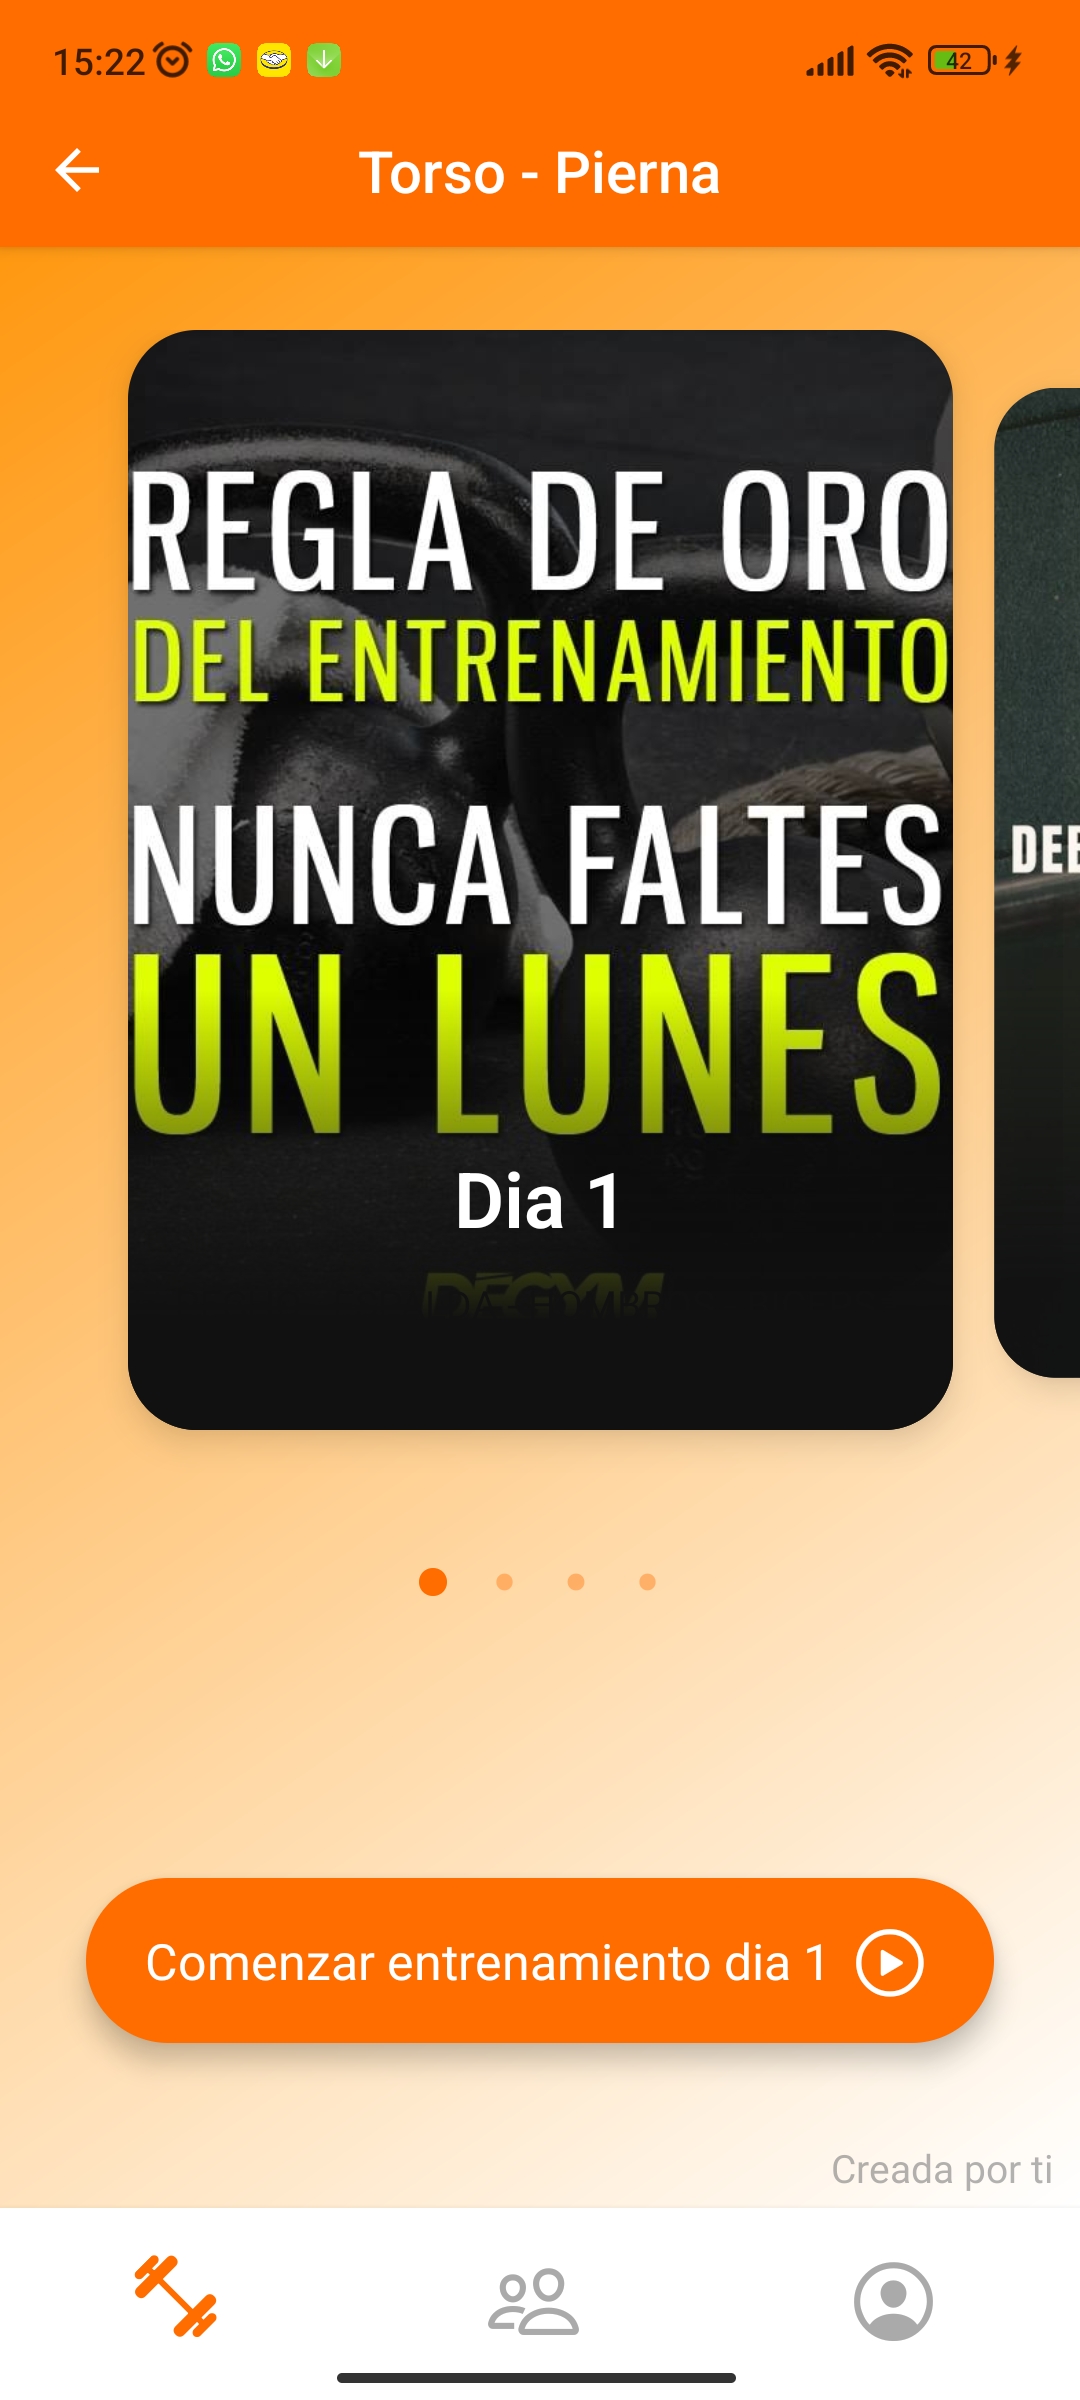 15:22
42
Torso - Pierna
REGLA DE ORO
DEL ENTRENAMIENTO
NUNCA FALTES
UN LUNES
Dia 1
DEGYM
Comenzar entrenamiento dia 1
Creada por ti